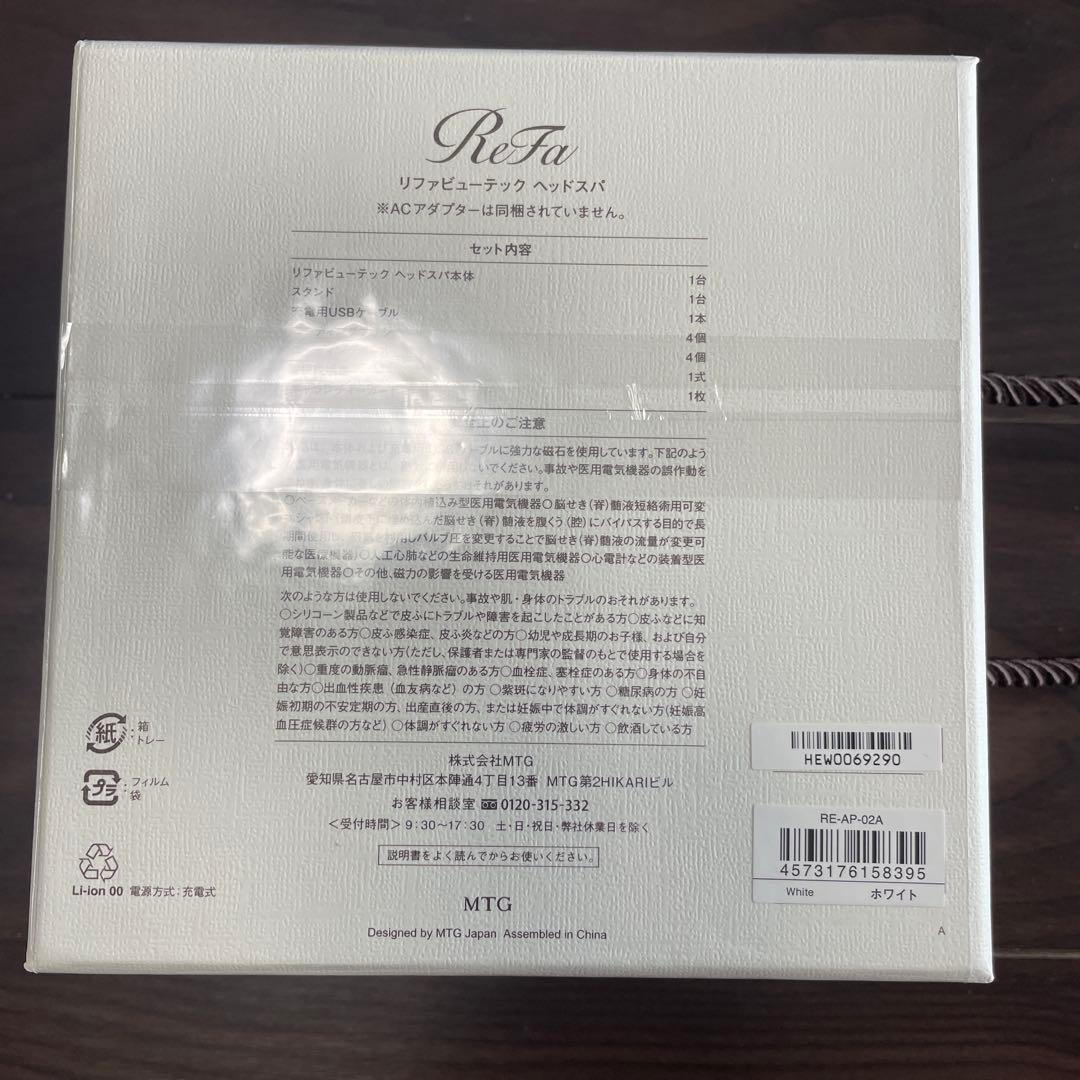 ReFa
リファビューテック ヘッドスパ
※ACアダプターは同梱されていません。
セット内容
リファビューテック ヘッドスパ本体 1台
スタンド 1台
電用USBケーブル 1本
4個
4個
1式
1枚
上のご注意
ーブルに強力な磁石を使用しています。下記のよう
医用電気機器とは、 ないでください。事故や医用電気機器の誤作動を
おそれがあります。
などの体内植込み型医用電気機器○脳せき(脊)髄液短絡術用可変
込んだ脳せき(脊)髄液を腹くう(腔)にバイパスする目的で長
期間使用 しバルブ圧を変更することで脳せき(脊)髄液の流量が変更可
能な医療機器)○人工心肺などの生命維持用医用電気機器○心電計などの装着型医
用電気機器○その他、磁力の影響を受ける医用電気機器
次のような方は使用しないでください。事故や肌・身体のトラブルのおそれがあります。
○シリコーン製品などで皮ふにトラブルや障害を起こしたことがある方○皮ふなどに知
覚障害のある方○皮ふ感染症、皮ふ炎などの方○幼児や成長期のお子様、および自分
で意思表示のできない方(ただし、保護者または専門家の監督のもとで使用する場合を
除く)○重度の動脈瘤、急性静脈瘤のある方○血栓症、塞栓症のある方○身体の不自
由な方○出血性疾患(血友病など)の方○紫斑になりやすい方○糖尿病の方○妊
娠初期の不安定期の方、出産直後の方、または妊娠中で体調がすぐれない方(妊娠高
血圧症候群の方など)○体調がすぐれない方○疲労の激しい方○飲酒している方
紙 :箱
トレー
プラ :フィルム
袋
Li-ion 00 電源方式:充電式
株式会社MTG
愛知県名古屋市中村区本陣通4丁目13番 MTG第2HIKARIビル
お客様相談室 0120-315-332
<受付時間>9:30〜17:30 土・日・祝日・弊社休業日を除く
説明書をよく読んでからお使いください。
MTG
Designed by MTG Japan Assembled in China
HEW0069290
RE-AP-02A
4573176158395
White ホワイト
A